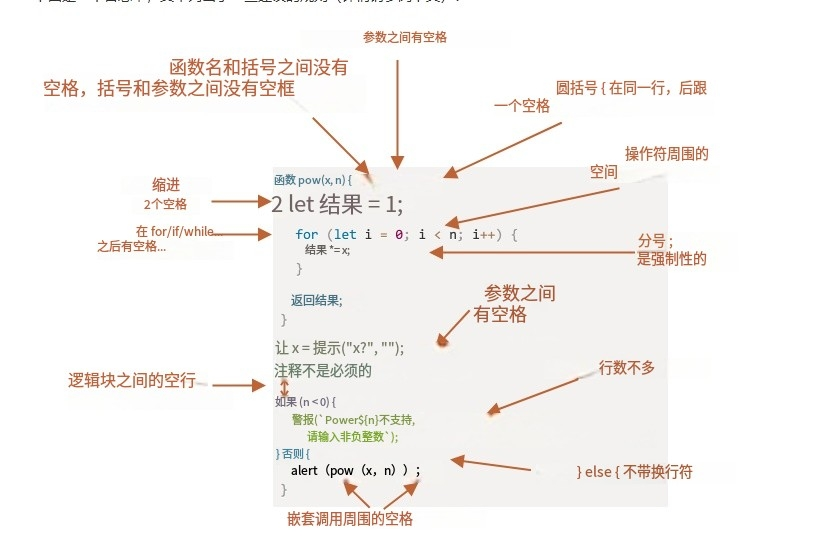 参数之间有空格
函数名和括号之间没有
空格，括号和参数之间没有空框
圆括号 { 在同一行，后跟
一个空格
操作符周围的
空间
缩进
2个空格
在 for/if/while...
之后有空格...
函数 pow(x, n) {
2 let 结果 = 1;
for (let i = 0; i < n; i++) {
结果 *= x;
}
分号 ;
是强制性的
返回结果;
}
参数之间
有空格
让 x = 提示("x?", "");
注释不是必须的
行数不多
逻辑块之间的空行
如果 (n < 0) {
警报(`Power${n}不支持,
请输入非负整数`);
} 否则 {
alert（pow（x，n））；
}
} else { 不带换行符
嵌套调用周围的空格